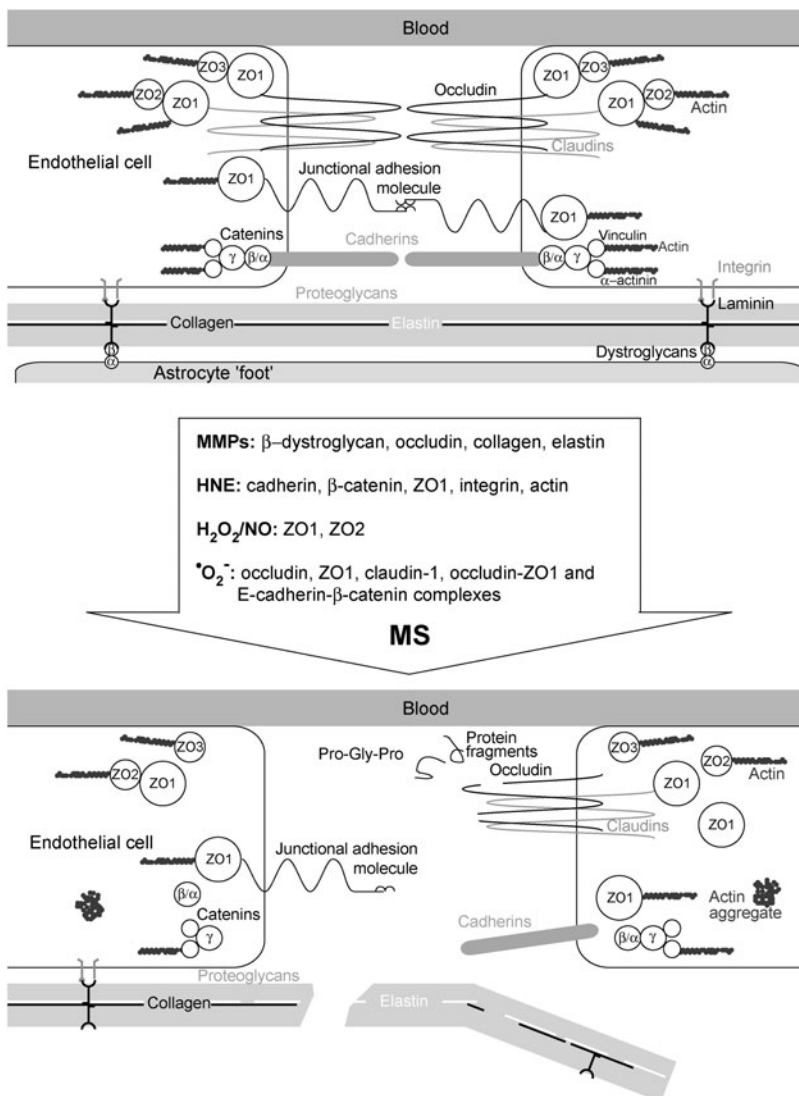 Blood
ZO3 ZO1 ZO1 ZO3
ZO2 ZO1 Occludin ZO1 ZO2
Actin
Claudins
Endothelial cell
ZO1 Junctional adhesion
molecule
ZO1
Catenins Cadherins Vinculin
γ β/α β/α γ Actin
α–actinin Integrin
Proteoglycans
Laminin
Collagen Elastin
β β
α Dystroglycans α
Astrocyte 'foot'
MMPs: β–dystroglycan, occludin, collagen, elastin
HNE: cadherin, β-catenin, ZO1, integrin, actin
H₂O₂/NO: ZO1, ZO2
•O₂⁻: occludin, ZO1, claudin-1, occludin-ZO1 and
E-cadherin-β-catenin complexes
MS
Blood
ZO3 Pro-Gly-Pro Protein
fragments ZO3
ZO2 ZO1 Occludin ZO1 ZO2
Actin
Claudins ZO1
Endothelial cell
ZO1 Junctional adhesion
molecule
β/α ZO1 Actin
aggregate
Catenins
γ Cadherins β/α γ
Proteoglycans
Collagen Elastin